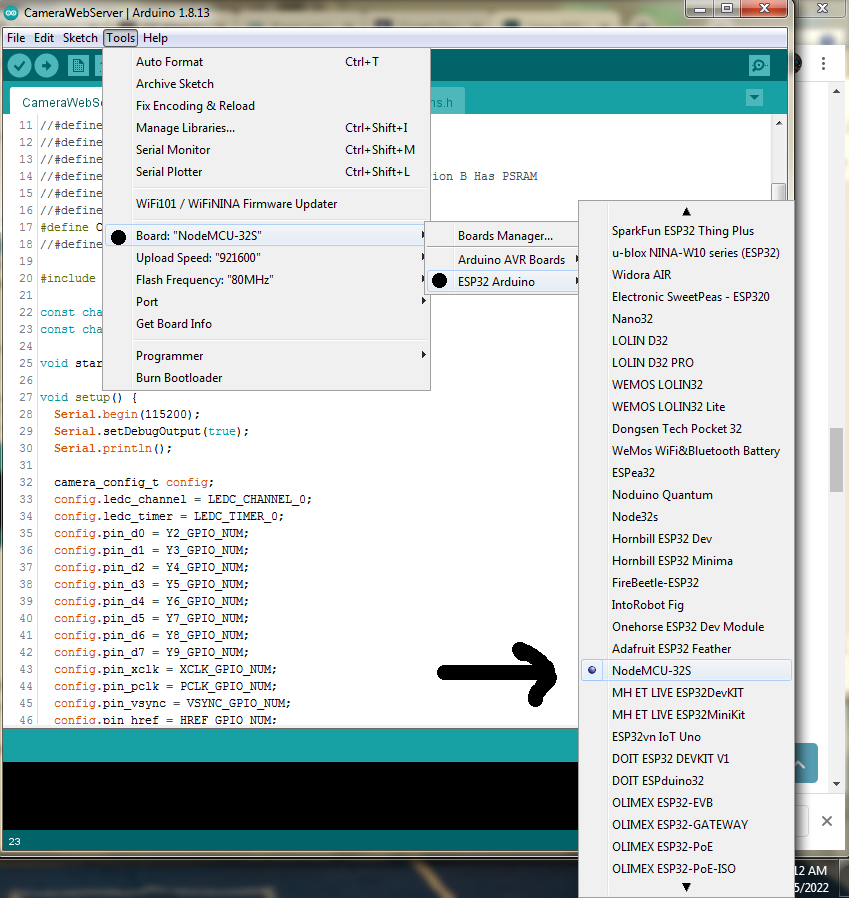 CameraWebServer | Arduino 1.8.13
File Edit Sketch Tools Help
Auto Format Ctrl+T
Archive Sketch
Fix Encoding & Reload
Manage Libraries... Ctrl+Shift+I
Serial Monitor Ctrl+Shift+M
Serial Plotter Ctrl+Shift+L
WiFi101 / WiFiNINA Firmware Updater
Board: "NodeMCU-32S"
Upload Speed: "921600"
Flash Frequency: "80MHz"
Port
Get Board Info
Programmer
Burn Bootloader
Boards Manager...
Arduino AVR Boards
ESP32 Arduino
SparkFun ESP32 Thing Plus
u-blox NINA-W10 series (ESP32)
Widora AIR
Electronic SweetPeas - ESP320
Nano32
LOLIN D32
LOLIN D32 PRO
WEMOS LOLIN32
WEMOS LOLIN32 Lite
Dongsen Tech Pocket 32
WeMos WiFi&Bluetooth Battery
ESPea32
Noduino Quantum
Node32s
Hornbill ESP32 Dev
Hornbill ESP32 Minima
FireBeetle-ESP32
IntoRobot Fig
Onehorse ESP32 Dev Module
Adafruit ESP32 Feather
NodeMCU-32S
MH ET LIVE ESP32DevKIT
MH ET LIVE ESP32MiniKit
ESP32vn IoT Uno
DOIT ESP32 DEVKIT V1
DOIT ESPduino32
OLIMEX ESP32-EVB
OLIMEX ESP32-GATEWAY
OLIMEX ESP32-PoE
OLIMEX ESP32-PoE-ISO
CameraWebSe
ns.h
11 //#define
12 //#define
13 //#define
14 //#define ion B Has PSRAM
15 //#define
16 //#define
17 #define
18 //#define
19
20 #include
21
22 const cha
23 const cha
24
25 void star
26
27 void setup() {
28 Serial.begin(115200);
29 Serial.setDebugOutput(true);
30 Serial.println();
31
32 camera_config_t config;
33 config.ledc_channel = LEDC_CHANNEL_0;
34 config.ledc_timer = LEDC_TIMER_0;
35 config.pin_d0 = Y2_GPIO_NUM;
36 config.pin_d1 = Y3_GPIO_NUM;
37 config.pin_d2 = Y4_GPIO_NUM;
38 config.pin_d3 = Y5_GPIO_NUM;
39 config.pin_d4 = Y6_GPIO_NUM;
40 config.pin_d5 = Y7_GPIO_NUM;
41 config.pin_d6 = Y8_GPIO_NUM;
42 config.pin_d7 = Y9_GPIO_NUM;
43 config.pin_xclk = XCLK_GPIO_NUM;
44 config.pin_pclk = PCLK_GPIO_NUM;
45 config.pin_vsync = VSYNC_GPIO_NUM;
46 config.pin_href = HREF_GPIO_NUM;
23
12 AM
5/2022